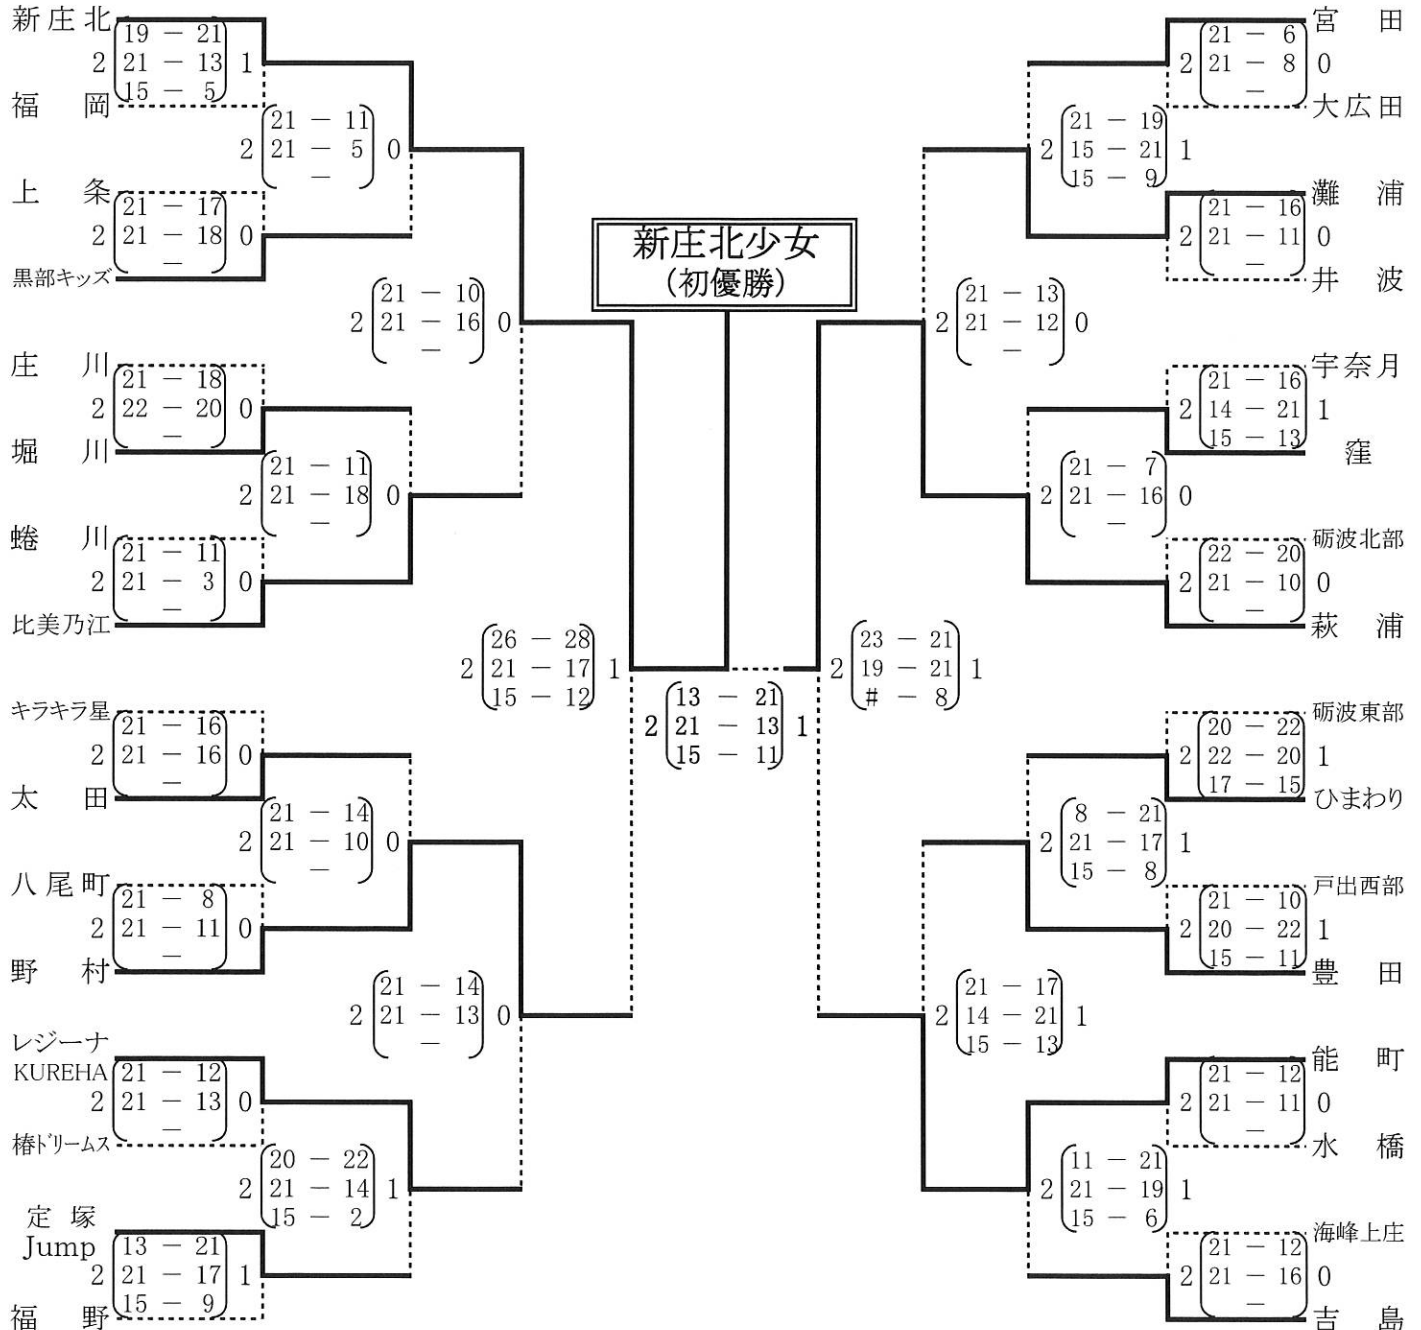 新庄北
19 － 21
2 21 － 13 1
15 － 5
福岡
21 － 11
2 21 － 5 0
－
上条
21 － 17
2 21 － 18 0
－
黒部キッズ
21 － 10
2 21 － 16 0
－
庄川
21 － 18
2 22 － 20 0
－
堀川
21 － 11
2 21 － 18 0
－
蜷川
21 － 11
2 21 － 3 0
－
比美乃江
26 － 28
2 21 － 17 1
15 － 12
キラキラ星
21 － 16
2 21 － 16 0
－
太田
21 － 14
2 21 － 10 0
－
八尾町
21 － 8
2 21 － 11 0
－
野村
21 － 14
2 21 － 13 0
－
レジーナ
KUREHA
21 － 12
2 21 － 13 0
－
椿ドリームス
20 － 22
2 21 － 14 1
15 － 2
定塚
Jump
13 － 21
2 21 － 17 1
15 － 9
福野
新庄北少女
(初優勝)
13 － 21
2 21 － 13 1
15 － 11
宮田
21 － 6
2 21 － 8 0
－
大広田
21 － 19
2 15 － 21 1
15 － 9
灘浦
21 － 16
2 21 － 11 0
－
井波
21 － 13
2 21 － 12 0
－
宇奈月
21 － 16
2 14 － 21 1
15 － 13
窪
21 － 7
2 21 － 16 0
－
砺波北部
22 － 20
2 21 － 10 0
－
萩浦
23 － 21
2 19 － 21 1
# － 8
砺波東部
20 － 22
2 22 － 20 1
17 － 15
ひまわり
8 － 21
2 21 － 17 1
15 － 8
戸出西部
21 － 10
2 20 － 22 1
15 － 11
豊田
21 － 17
2 14 － 21 1
15 － 13
能町
21 － 12
2 21 － 11 0
－
水橋
11 － 21
2 21 － 19 1
15 － 6
海峰上庄
21 － 12
2 21 － 16 0
－
吉島